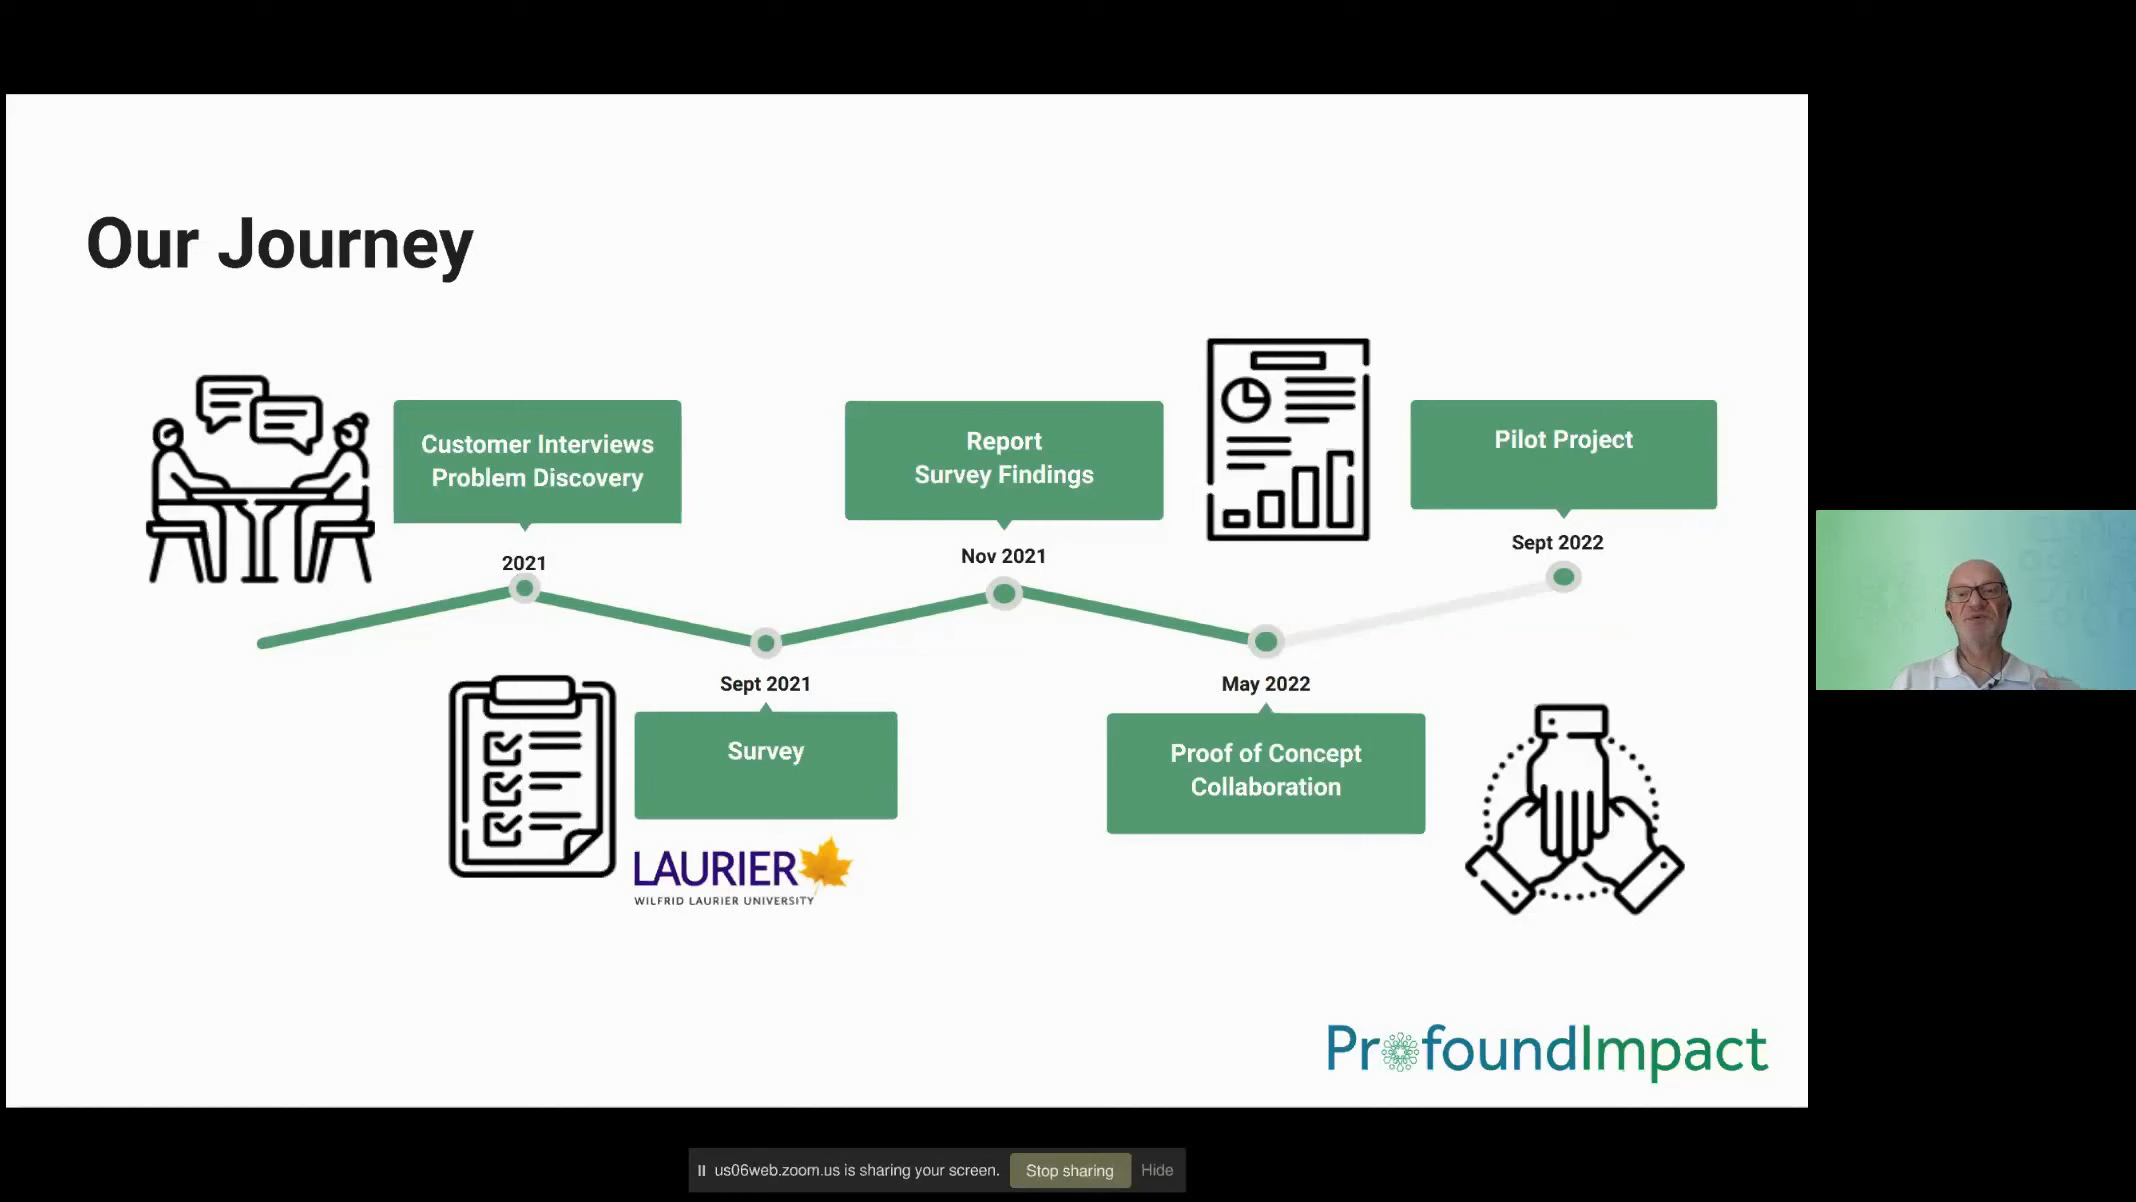 Our Journey
Customer Interviews
Problem Discovery
2021
Report
Survey Findings
Nov 2021
Pilot Project
Sept 2022
Sept 2021
Survey
LAURIER
WILFRID LAURIER UNIVERSITY
May 2022
Proof of Concept
Collaboration
ProfoundImpact
us06web.zoom.us is sharing your screen.
Stop sharing
Hide